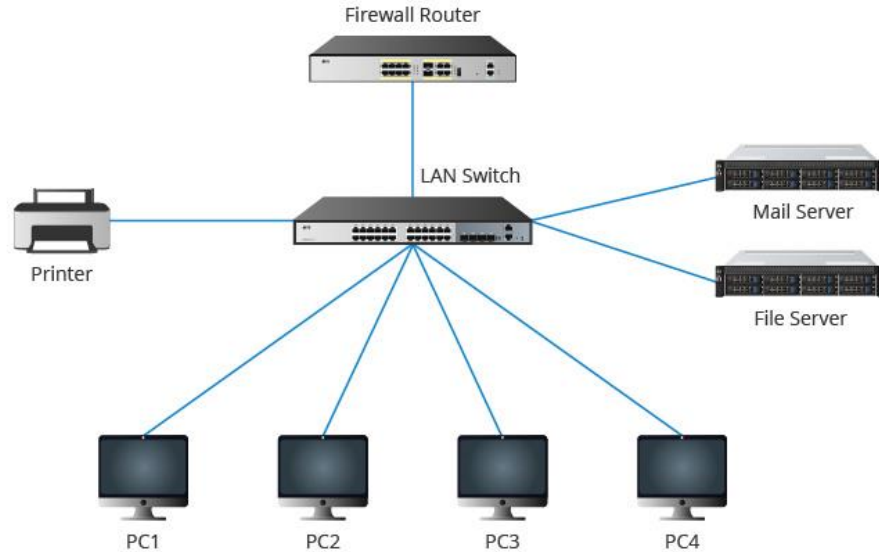 Firewall Router
LAN Switch
Mail Server
Printer
File Server
PC1
PC2
PC3
PC4